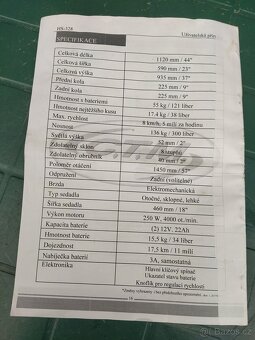 HS-328 Uživatelská příru
SPECIFIKACE
Celková délka 1120 mm / 44"
Celková šířka 590 mm / 23"
Celková výška 935 mm / 37"
Přední kola 225 mm / 9"
Zadní kola 225 mm / 9"
Hmotnost s bateriemi 55 kg / 121 liber
Hmotnost nejtěžšího kusu 17.4 kg / 38 liber
Max. rychlost 8 km/h, 5 mil za hodinu
Nosnost 136 kg / 300 liber
Světlá výška 52 mm / 2"
Zdolatelný sklon 8 stupňů
Zdolatelný obrubník 40 mm / 2"
Poloměr otáčení 1450 mm / 57"
Odpružení Zadní (volitelné)
Brzda Elektromechanická
Typ sedadla Otočné, sklopné, lehké
Šířka sedadla 460 mm / 18"
Výkon motoru 250 W, 4000 ot./min.
Kapacita baterie (2) 12V, 22Ah
Hmotnost baterie 15,5 kg / 34 liber
Dojezdnost 17,5 km / 11 mil
Nabíječka baterií 3A, samostatná
Elektronika Hlavní klíčový spínač
Ukazatel stavu baterie
Knoflík pro regulaci rychlosti
*Změny vyhrazeny i bez předchozího upozornění.
16